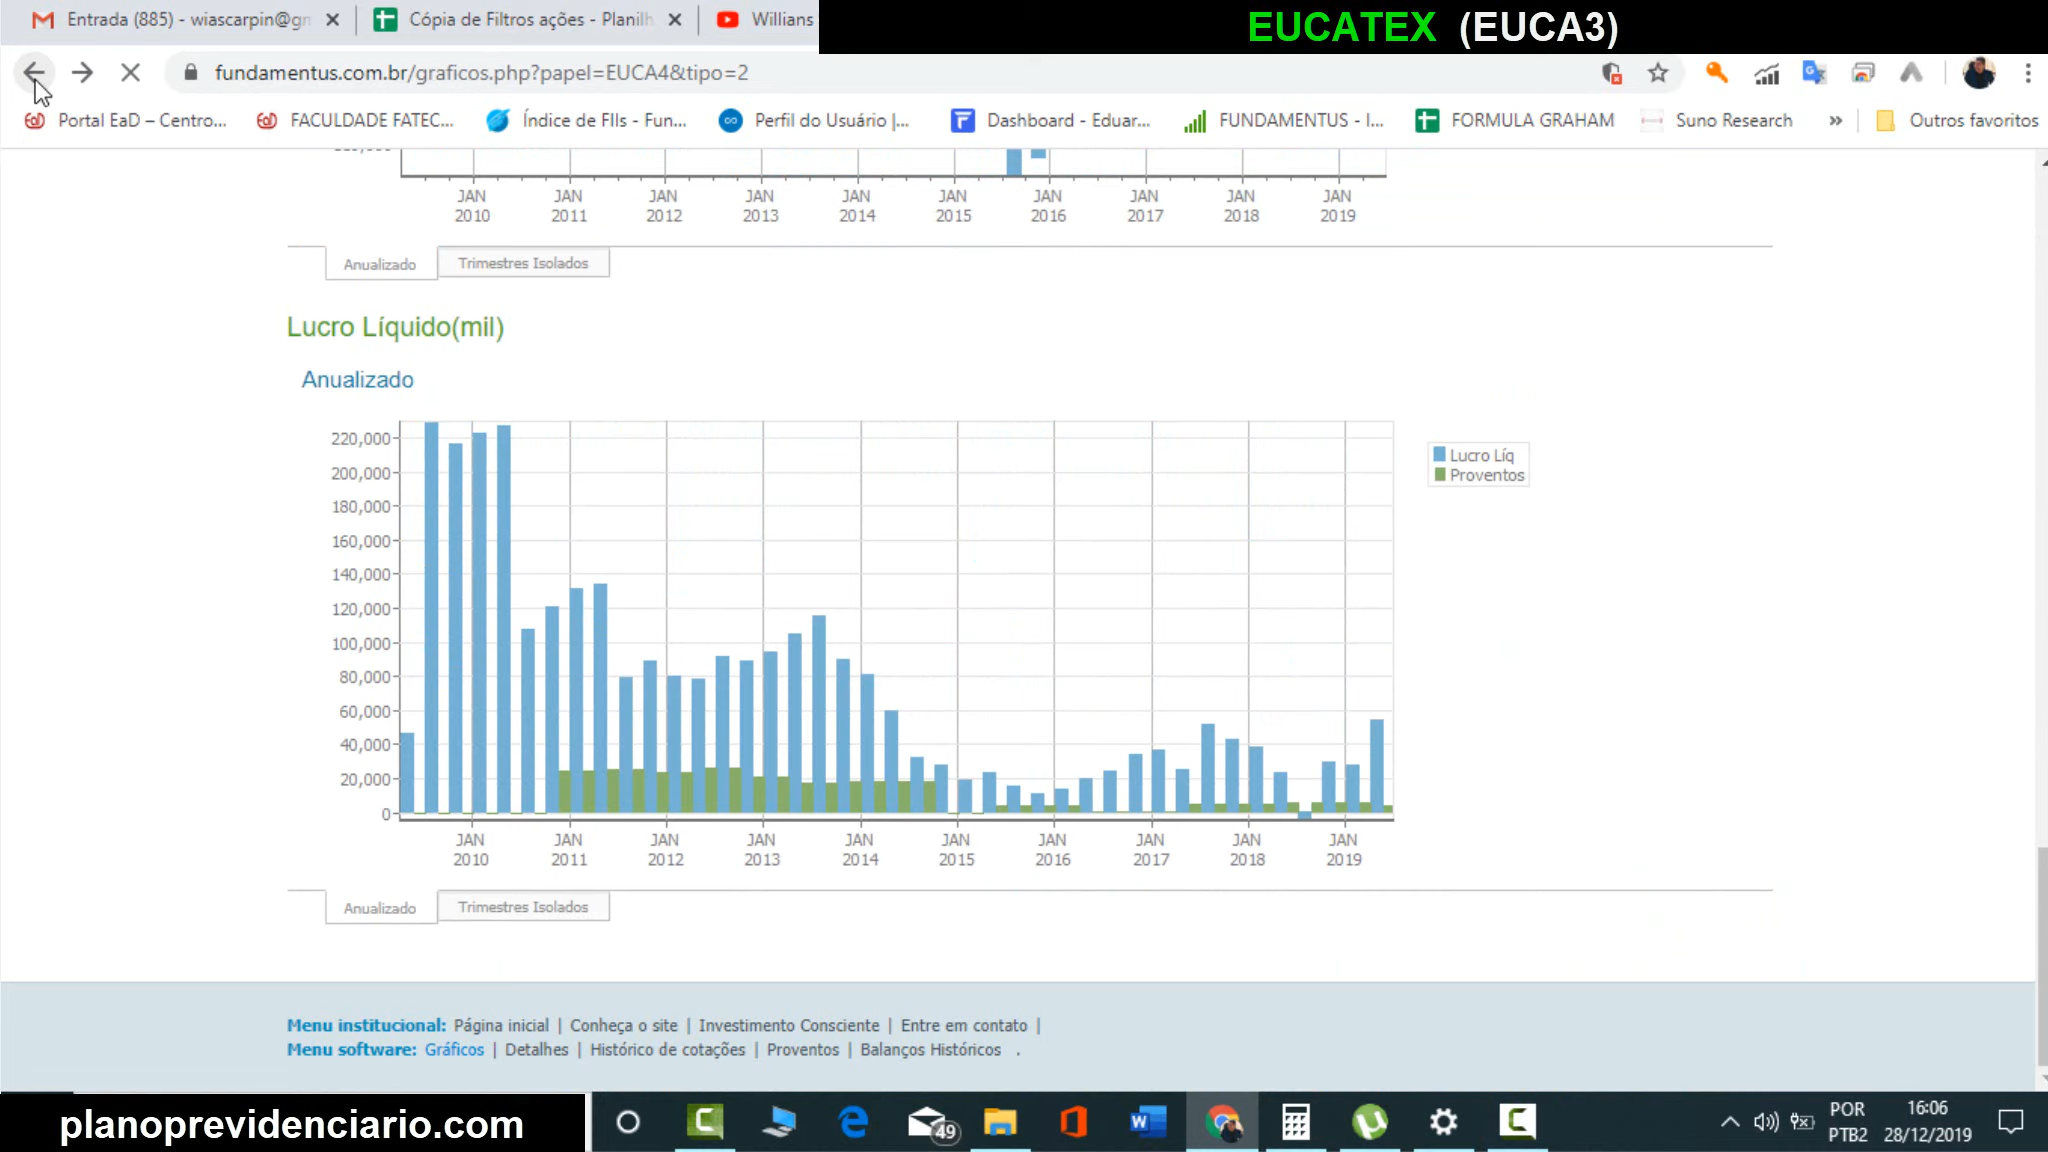 Entrada (885) - wiascarpin@gm
Cópia de Filtros ações - Planilh
Willians
EUCATEX (EUCA3)
fundamentus.com.br/graficos.php?papel=EUCA4&tipo=2
Portal EaD – Centro...
FACULDADE FATEC...
Índice de FIIs - Fun...
Perfil do Usuário |...
Dashboard - Eduar...
FUNDAMENTUS - I...
FORMULA GRAHAM
Suno Research
»
Outros favoritos
JAN 2010
JAN 2011
JAN 2012
JAN 2013
JAN 2014
JAN 2015
JAN 2016
JAN 2017
JAN 2018
JAN 2019
Anualizado
Trimestres Isolados
Lucro Líquido(mil)
Anualizado
220,000
200,000
180,000
160,000
140,000
120,000
100,000
80,000
60,000
40,000
20,000
0
Lucro Líq
Proventos
JAN 2010
JAN 2011
JAN 2012
JAN 2013
JAN 2014
JAN 2015
JAN 2016
JAN 2017
JAN 2018
JAN 2019
Anualizado
Trimestres Isolados
Menu institucional: Página inicial | Conheça o site | Investimento Consciente | Entre em contato |
Menu software: Gráficos | Detalhes | Histórico de cotações | Proventos | Balanços Históricos .
planoprevidenciario.com
49
POR
PTB2
16:06
28/12/2019